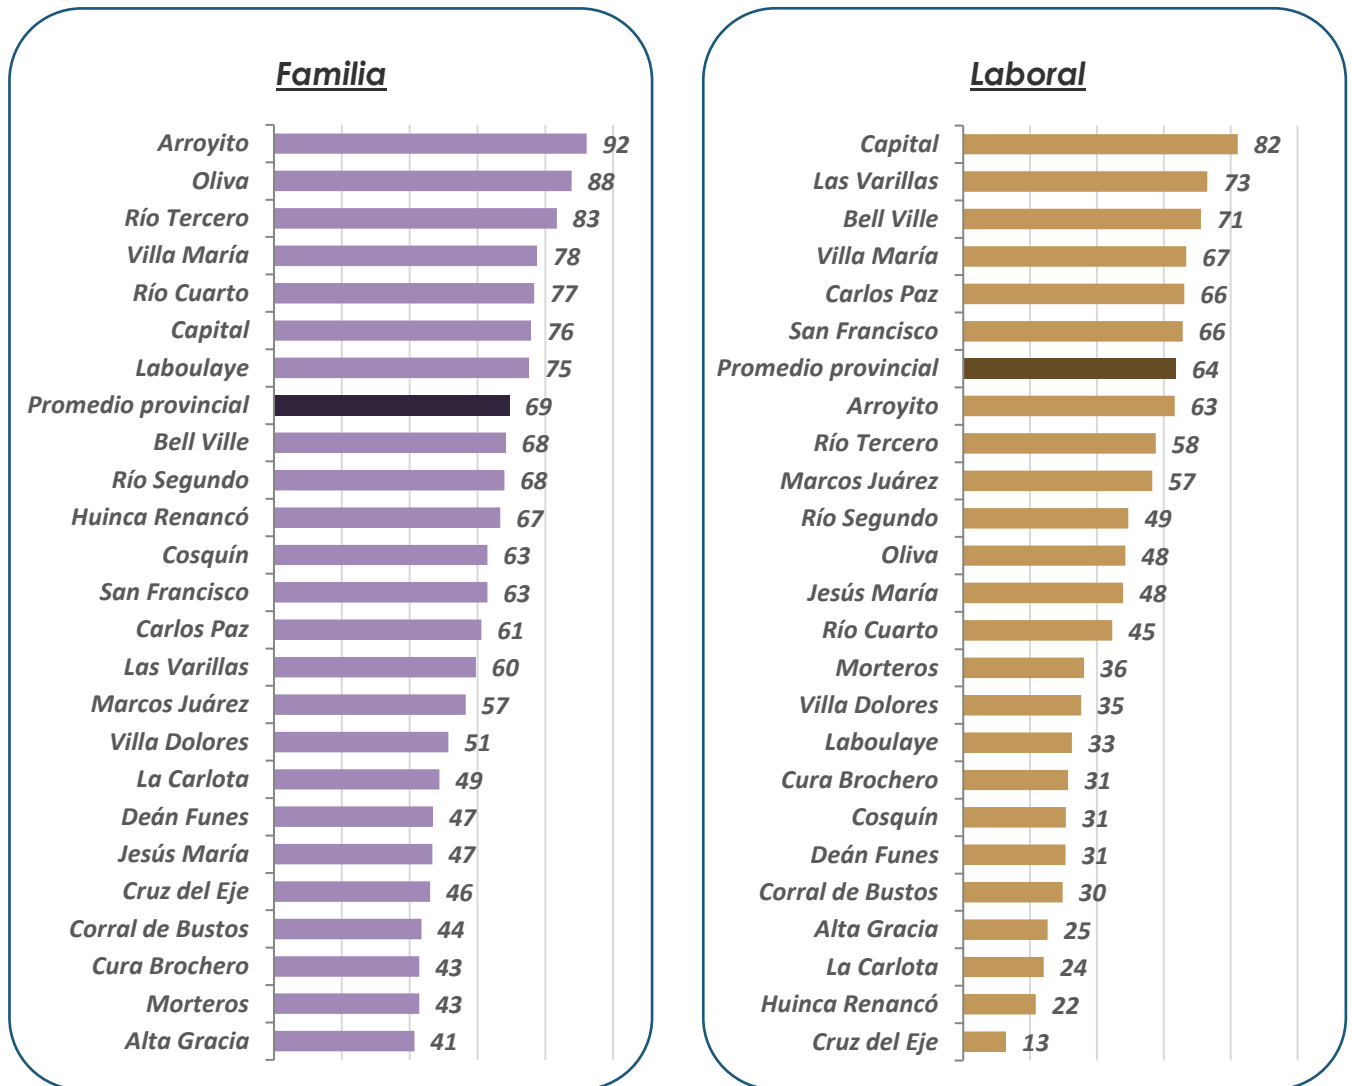 Familia
Arroyito 92
Oliva 88
Río Tercero 83
Villa María 78
Río Cuarto 77
Capital 76
Laboulaye 75
Promedio provincial 69
Bell Ville 68
Río Segundo 68
Huinca Renancó 67
Cosquín 63
San Francisco 63
Carlos Paz 61
Las Varillas 60
Marcos Juárez 57
Villa Dolores 51
La Carlota 49
Deán Funes 47
Jesús María 47
Cruz del Eje 46
Corral de Bustos 44
Cura Brochero 43
Morteros 43
Alta Gracia 41
Laboral
Capital 82
Las Varillas 73
Bell Ville 71
Villa María 67
Carlos Paz 66
San Francisco 66
Promedio provincial 64
Arroyito 63
Río Tercero 58
Marcos Juárez 57
Río Segundo 49
Oliva 48
Jesús María 48
Río Cuarto 45
Morteros 36
Villa Dolores 35
Laboulaye 33
Cura Brochero 31
Cosquín 31
Deán Funes 31
Corral de Bustos 30
Alta Gracia 25
La Carlota 24
Huinca Renancó 22
Cruz del Eje 13